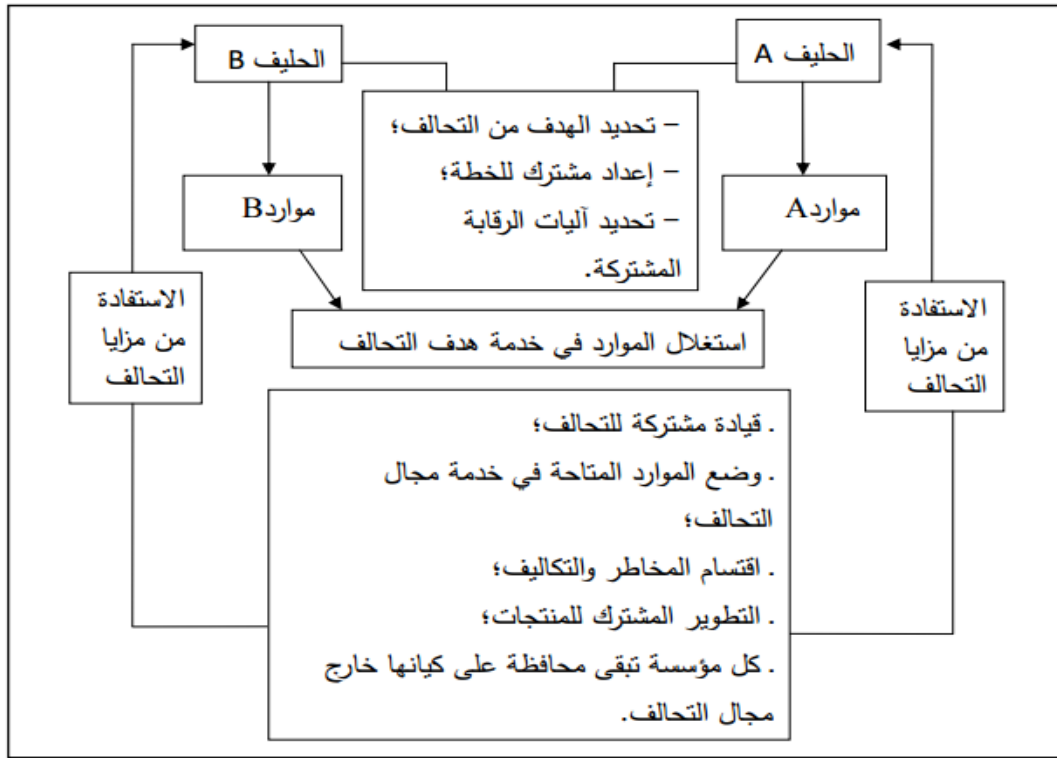 الحليف A
الحليف B
– تحديد الهدف من التحالف؛
– إعداد مشترك للخطة؛
– تحديد آليات الرقابة
المشتركة.
مواردA
مواردB
الاستفادة
من مزايا
التحالف
الاستفادة
من مزايا
التحالف
استغلال الموارد في خدمة هدف التحالف
. قيادة مشتركة للتحالف؛
. وضع الموارد المتاحة في خدمة مجال
التحالف؛
. اقتسام المخاطر والتكاليف؛
. التطوير المشترك للمنتجات؛
. كل مؤسسة تبقى محافظة على كيانها خارج
مجال التحالف.